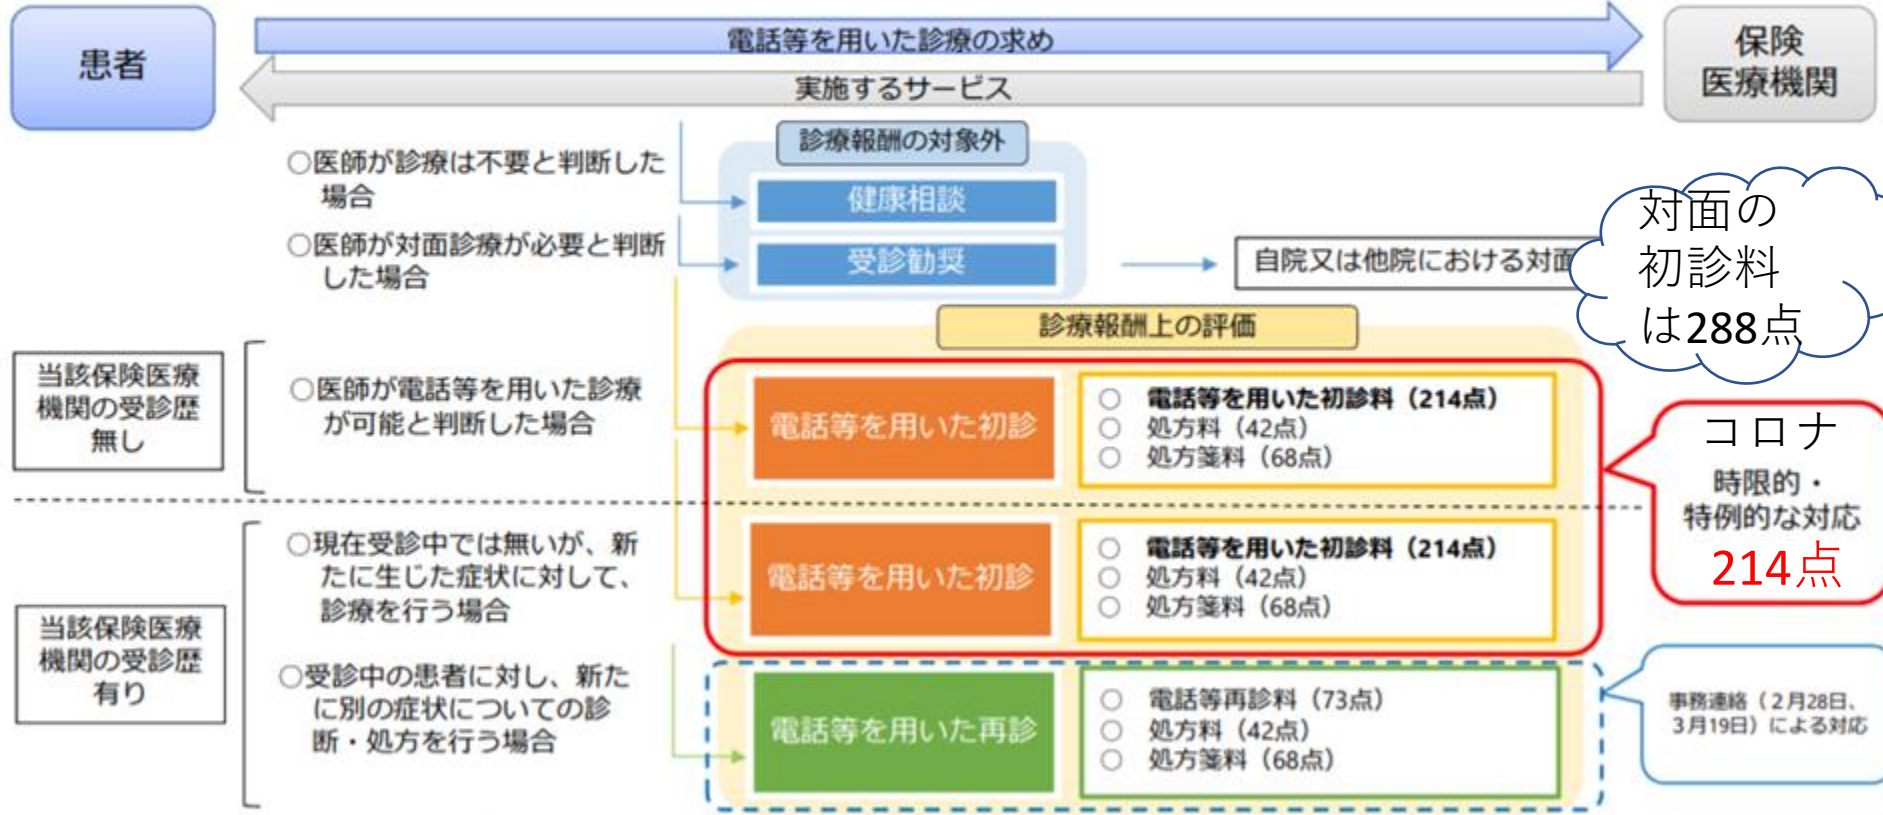 患者
電話等を用いた診療の求め
実施するサービス
保険
医療機関
診療報酬の対象外
○医師が診療は不要と判断した
場合
健康相談
○医師が対面診療が必要と判断
した場合
受診勧奨
自院又は他院における対面
対面の
初診料
は288点
診療報酬上の評価
当該保険医療
機関の受診歴
無し
○医師が電話等を用いた診療
が可能と判断した場合
電話等を用いた初診
○ 電話等を用いた初診料（214点）
○ 処方料（42点）
○ 処方箋料（68点）
コロナ
時限的・
特例的な対応
214点
当該保険医療
機関の受診歴
有り
○現在受診中では無いが、新
たに生じた症状に対して、
診療を行う場合
電話等を用いた初診
○ 電話等を用いた初診料（214点）
○ 処方料（42点）
○ 処方箋料（68点）
○受診中の患者に対し、新た
に別の症状についての診
断・処方を行う場合
電話等を用いた再診
○ 電話等再診料（73点）
○ 処方料（42点）
○ 処方箋料（68点）
事務連絡（２月28日、
３月19日）による対応